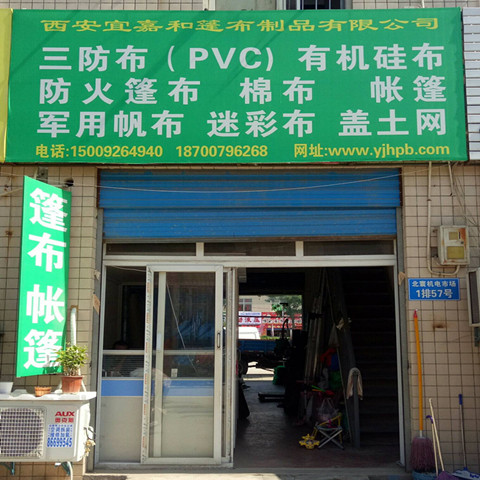 西安宜嘉和篷布制品有限公司
三防布（PVC）有机硅布
防火篷布 棉布 帐篷
军用帆布 迷彩布 盖土网
电话:15009264940 18700796268 网址:www.yjhpb.com
篷布帐篷
北寰机电市场
1排57号
AUX
86699545